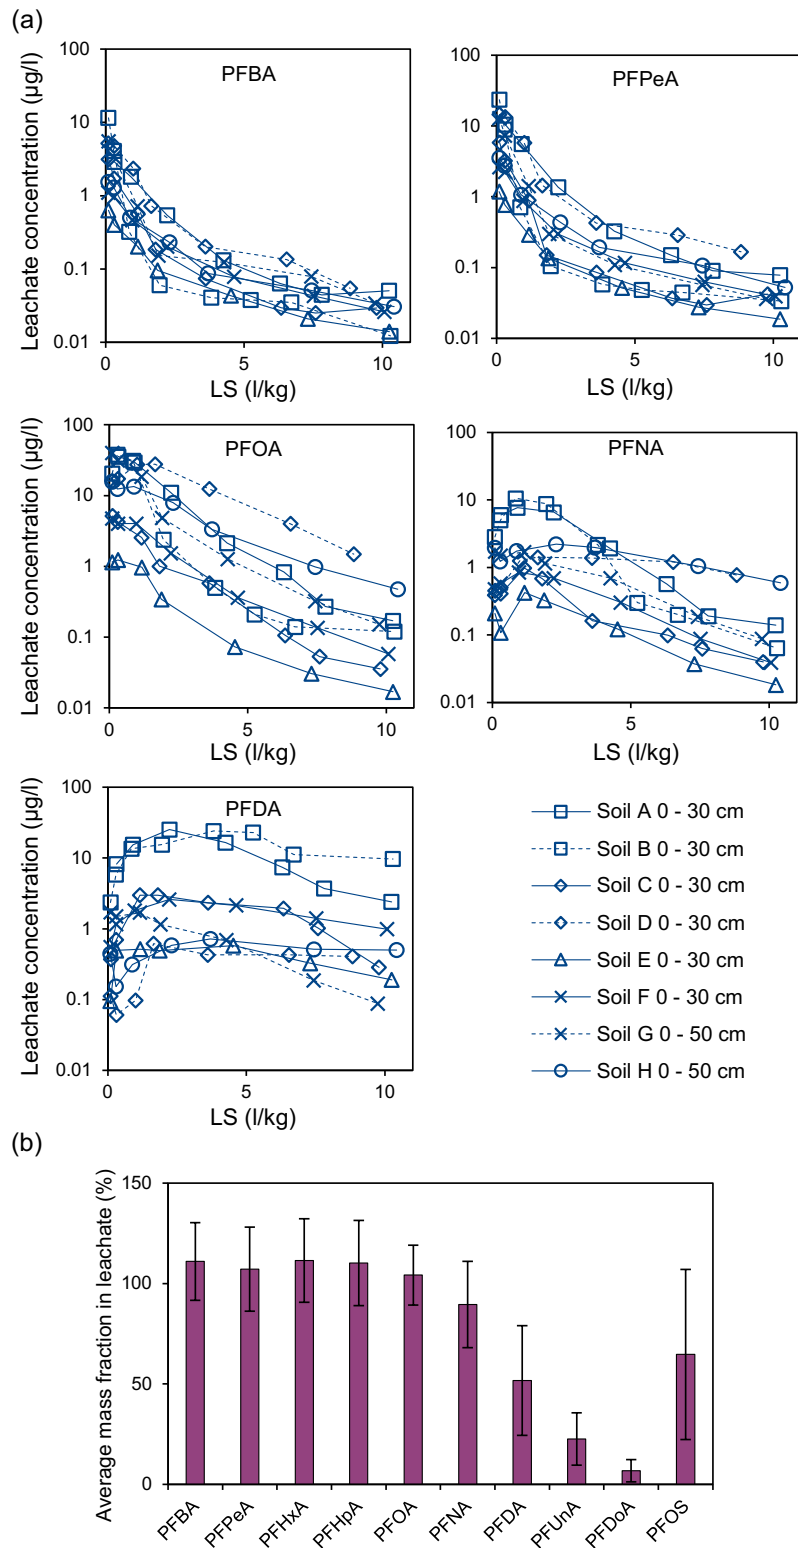 (a)
PFBA
Leachate concentration (µg/l)
100
10
1
0.1
0.01
0
5
10
LS (l/kg)
PFPeA
100
10
1
0.1
0.01
0
5
10
LS (l/kg)
PFOA
Leachate concentration (µg/l)
100
10
1
0.1
0.01
0
5
10
LS (l/kg)
PFNA
100
10
1
0.1
0.01
0
5
10
LS (l/kg)
PFDA
Leachate concentration (µg/l)
100
10
1
0.1
0.01
0
5
10
LS (l/kg)
Soil A 0 - 30 cm
Soil B 0 - 30 cm
Soil C 0 - 30 cm
Soil D 0 - 30 cm
Soil E 0 - 30 cm
Soil F 0 - 30 cm
Soil G 0 - 50 cm
Soil H 0 - 50 cm
(b)
Average mass fraction in leachate (%)
150
100
50
0
PFBA
PFPeA
PFHxA
PFHpA
PFOA
PFNA
PFDA
PFUnA
PFDoA
PFOS